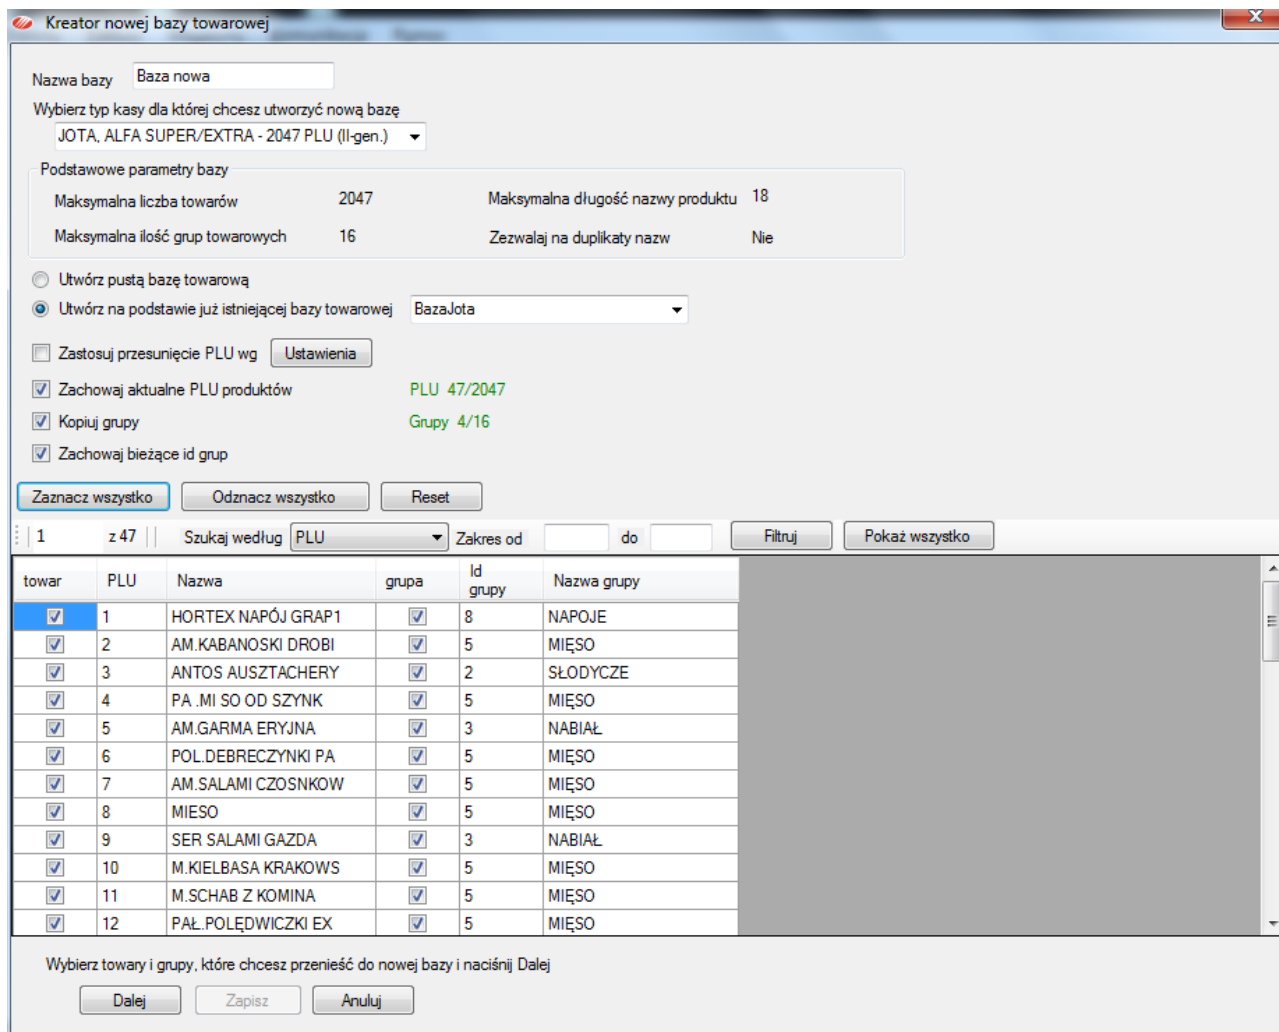 Kreator nowej bazy towarowej
Nazwa bazy Baza nowa
Wybierz typ kasy dla której chcesz utworzyć nową bazę
JOTA, ALFA SUPER/EXTRA - 2047 PLU (II-gen.)
Podstawowe parametry bazy
Maksymalna liczba towarów 2047 Maksymalna długość nazwy produktu 18
Maksymalna ilość grup towarowych 16 Zezwalaj na duplikaty nazw Nie
Utwórz pustą bazę towarową
Utwórz na podstawie już istniejącej bazy towarowej BazaJota
Zastosuj przesunięcie PLU wg Ustawienia
Zachowaj aktualne PLU produktów PLU 47/2047
Kopiuj grupy Grupy 4/16
Zachowaj bieżące id grup
Zaznacz wszystko Odznacz wszystko Reset
1 z 47 Szukaj według PLU Zakres od do Filtruj Pokaż wszystko
towar PLU Nazwa grupa Id grupy Nazwa grupy
1 HORTEX NAPÓJ GRAP1 8 NAPOJE
2 AM.KABANOSKI DROBI 5 MIĘSO
3 ANTOS AUSZTACHERY 2 SŁODYCZE
4 PA .MI SO OD SZYNK 5 MIĘSO
5 AM.GARMA ERYJNA 3 NABIAŁ
6 POL.DEBRECZYNKI PA 5 MIĘSO
7 AM.SALAMI CZOSNKOW 5 MIĘSO
8 MIESO 5 MIĘSO
9 SER SALAMI GAZDA 3 NABIAŁ
10 M.KIELBASA KRAKOWS 5 MIĘSO
11 M.SCHAB Z KOMINA 5 MIĘSO
12 PAŁ.POLĘDWICZKI EX 5 MIĘSO
Wybierz towary i grupy, które chcesz przenieść do nowej bazy i naciśnij Dalej
Dalej Zapisz Anuluj